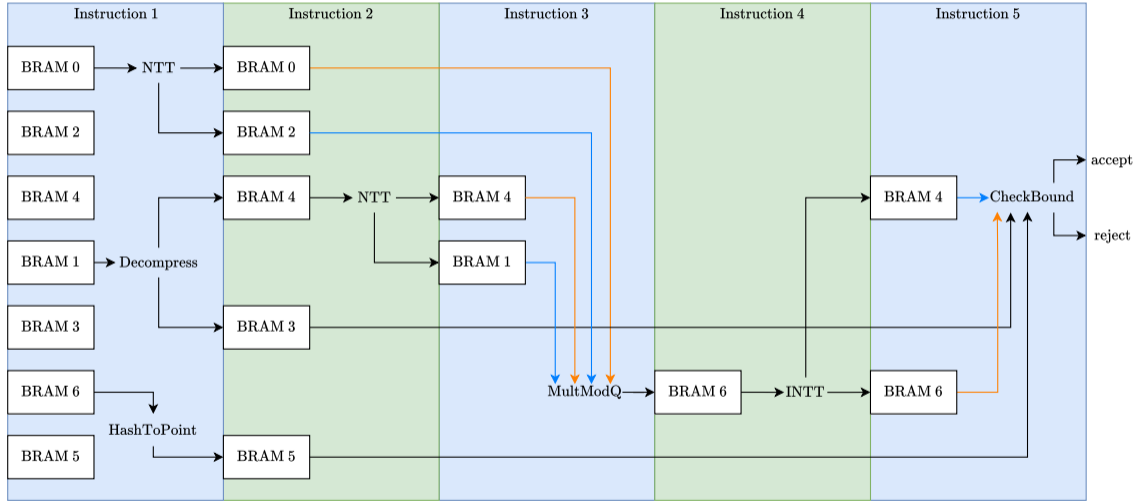 Instruction 1 Instruction 2 Instruction 3 Instruction 4 Instruction 5
BRAM 0 NTT BRAM 0
BRAM 2 BRAM 2
accept
BRAM 4 BRAM 4 NTT BRAM 4 BRAM 4 CheckBound
reject
BRAM 1 Decompress BRAM 1
BRAM 3 BRAM 3
BRAM 6 MultModQ BRAM 6 INTT BRAM 6
HashToPoint
BRAM 5 BRAM 5